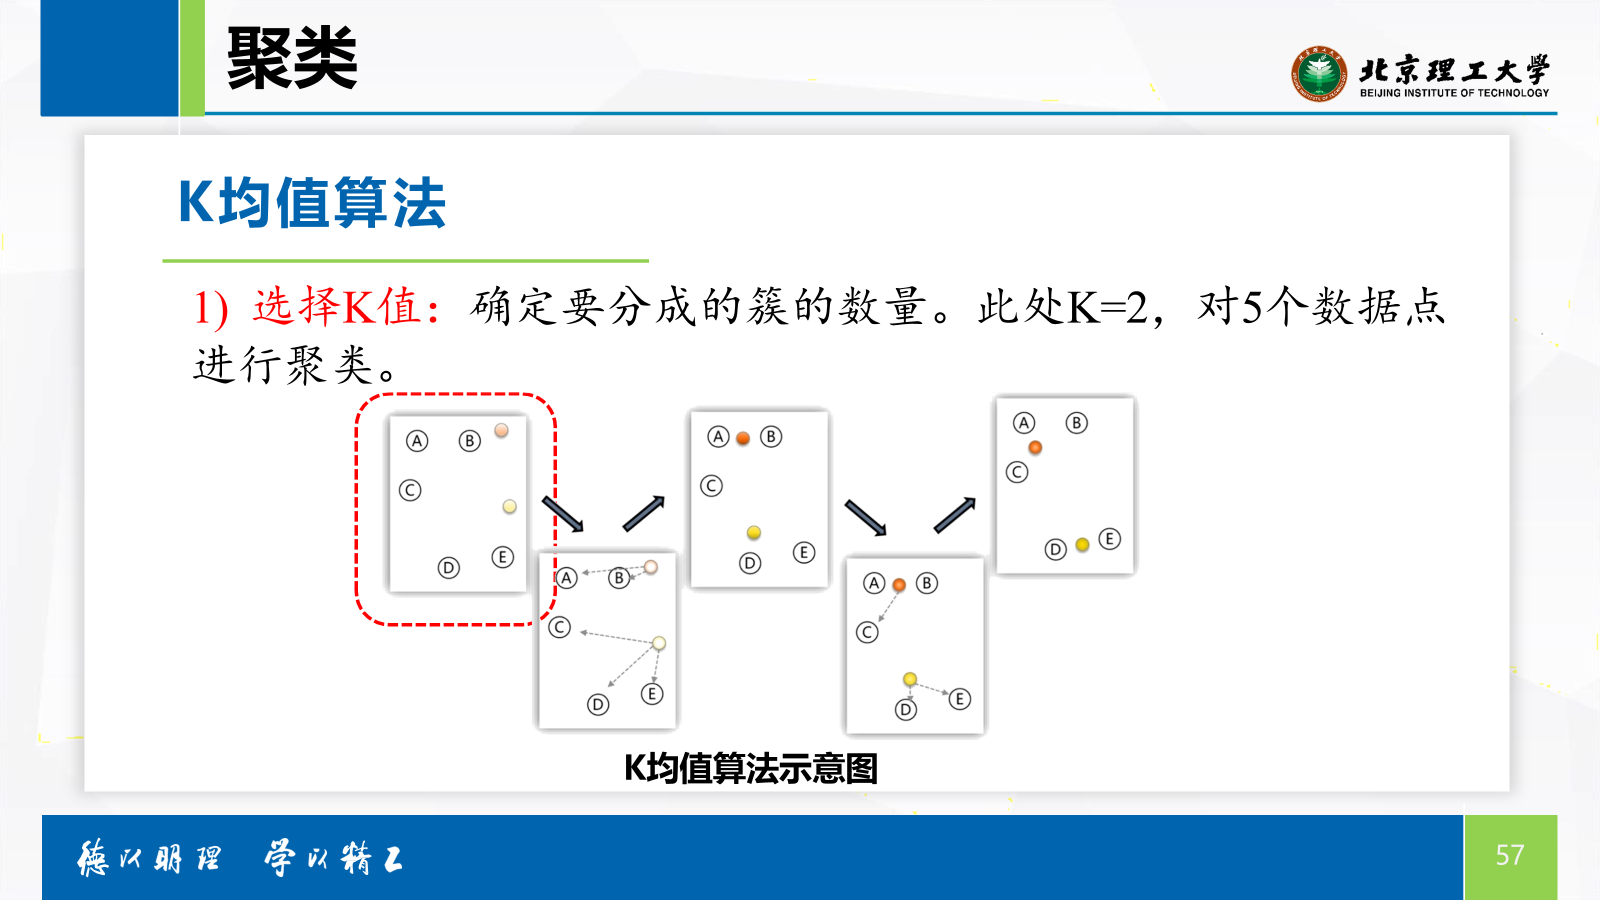 聚类
北京理工大学
BEIJING INSTITUTE OF TECHNOLOGY
K均值算法
1) 选择K值：确定要分成的簇的数量。此处K=2，对5个数据点
进行聚类。
A B
C
D E
A B
C
D E
A B
C
D E
A B
C
D E
A B
C
D E
K均值算法示意图
德以明理 学以精工
57